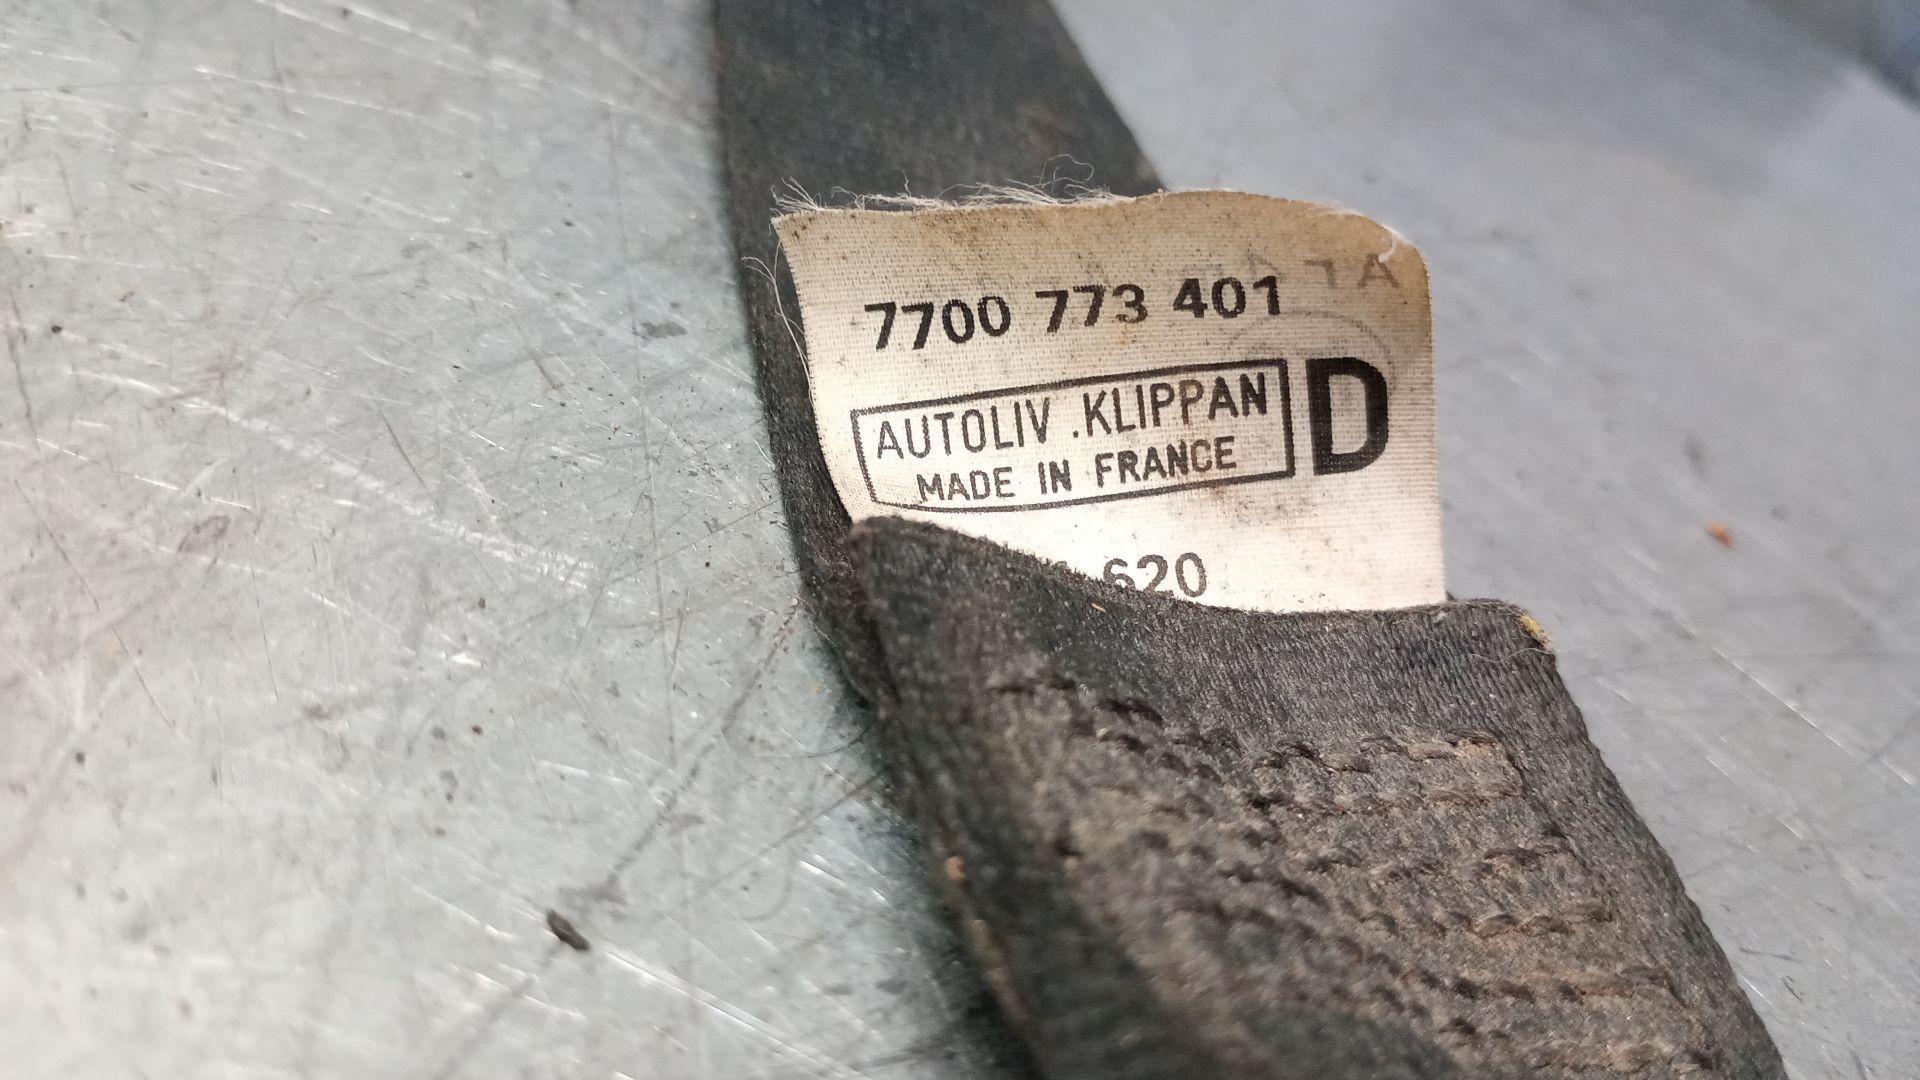 7700 773 401
AUTOLIV .KLIPPAN
MADE IN FRANCE
D
620